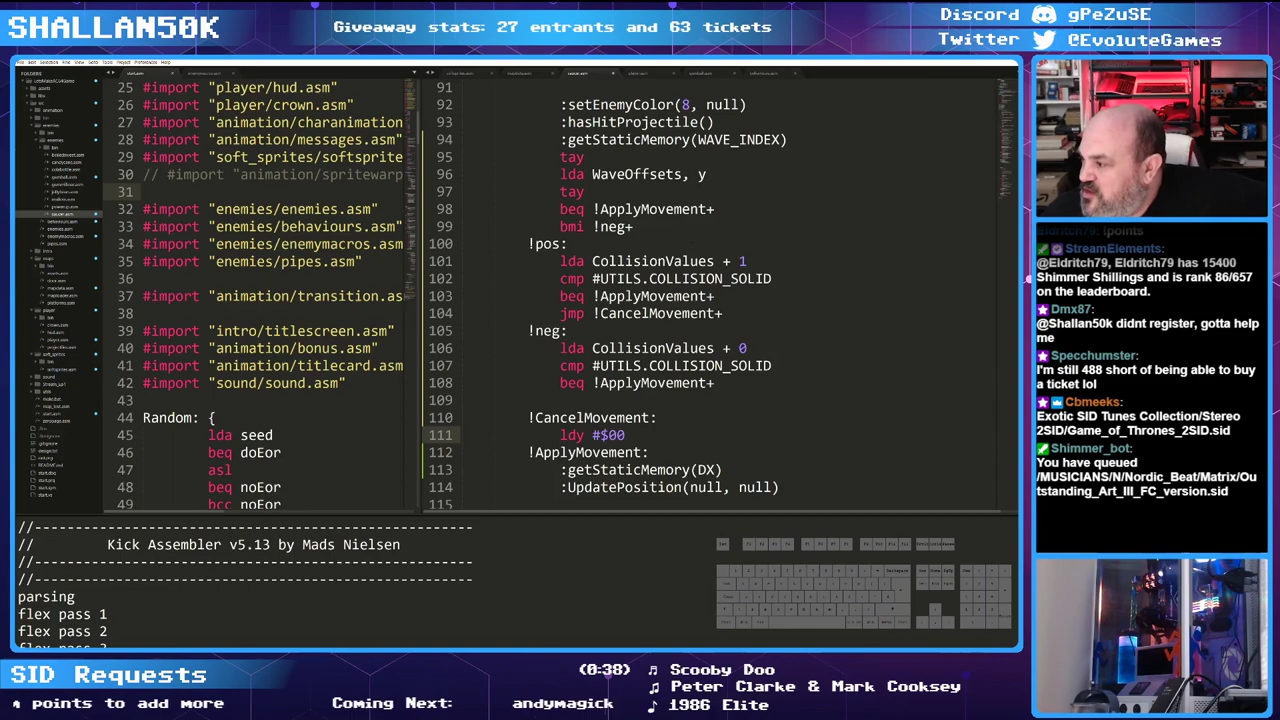 SHALLAN50K
Giveaway stats: 27 entrants and 63 tickets
Discord gPeZuSE
Twitter @EvoluteGames
FOLDERS
25 #import "player/hud.asm"
26 #import "player/crown.asm"
27 #import "animation/charanimation
28 #import "animation/messages.asm"
29 #import "soft_sprites/softsprite
30 // #import "animation/spritewarp
31
32 #import "enemies/enemies.asm"
33 #import "enemies/behaviours.asm"
34 #import "enemies/enemymacros.asm
35 #import "enemies/pipes.asm"
36
37 #import "animation/transition.as
38
39 #import "intro/titlescreen.asm"
40 #import "animation/bonus.asm"
41 #import "animation/titlecard.asm
42 #import "sound/sound.asm"
43
44 Random: {
45 lda seed
46 beq doEor
47 asl
48 beq noEor
49 bcc noEor
91
92 :setEnemyColor(8, null)
93 :hasHitProjectile()
94 :getStaticMemory(WAVE_INDEX)
95 tay
96 lda WaveOffsets, y
97 tay
98 beq !ApplyMovement+
99 bmi !neg+
100 !pos:
101 lda CollisionValues + 1
102 cmp #UTILS.COLLISION_SOLID
103 beq !ApplyMovement+
104 jmp !CancelMovement+
105 !neg:
106 lda CollisionValues + 0
107 cmp #UTILS.COLLISION_SOLID
108 beq !ApplyMovement+
109
110 !CancelMovement:
111 ldy #$00
112 !ApplyMovement:
113 :getStaticMemory(DX)
114 :UpdatePosition(null, null)
115
//------------------------------------------------------
// Kick Assembler v5.13 by Mads Nielsen
//------------------------------------------------------
//------------------------------------------------------
parsing
flex pass 1
flex pass 2
flex pass 3
Eldritch79: !points
StreamElements:
@Eldritch79, Eldritch79 has 15400
Shimmer Shillings and is rank 86/657
on the leaderboard.
Dmx87:
@Shallan50k didnt register, gotta help
me
Specchumster:
I'm still 488 short of being able to buy
a ticket lol
Cbmeeks:
Exotic SID Tunes Collection/Stereo
2SID/Game_of_Thrones_2SID.sid
Shimmer_bot:
You have queued
/MUSICIANS/N/Nordic_Beat/Matrix/Ou
tstanding_Art_III_FC_version.sid
SID Requests
points to add more
Coming Next: andymagick
(0:38) Scooby Doo
Peter Clarke & Mark Cooksey
1986 Elite